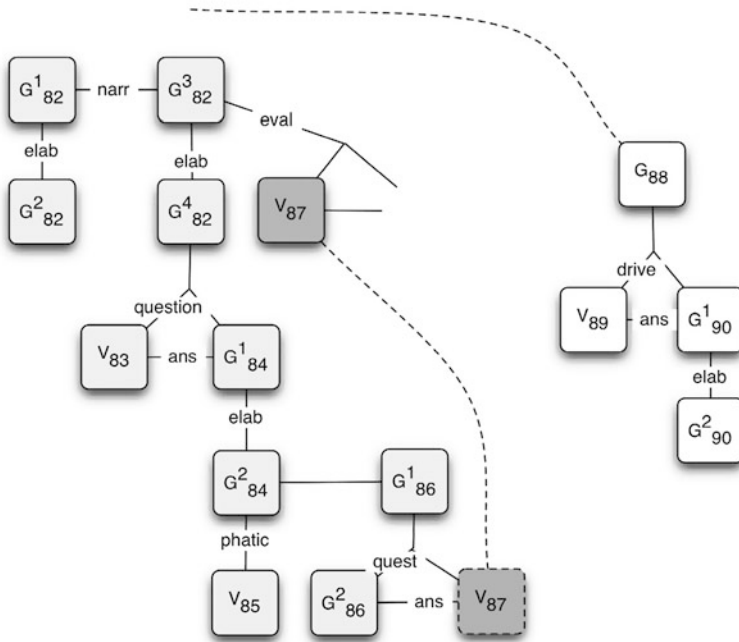 G¹₈₂ narr G³₈₂
eval
elab elab G₈₈
G²₈₂ G⁴₈₂ V₈₇
drive
question V₈₉ ans G¹₉₀
V₈₃ ans G¹₈₄
elab
elab G²₉₀
G²₈₄ G¹₈₆
phatic quest
V₈₅ G²₈₆ ans V₈₇